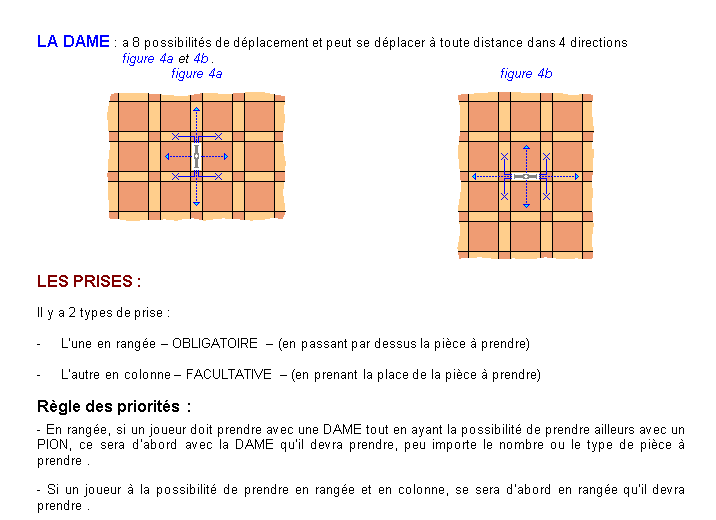 LA DAME : a 8 possibilités de déplacement et peut se déplacer à toute distance dans 4 directions
figure 4a et 4b .
figure 4a
figure 4b
LES PRISES :
Il y a 2 types de prise :
- L'une en rangée – OBLIGATOIRE – (en passant par dessus la pièce à prendre)
- L'autre en colonne – FACULTATIVE – (en prenant la place de la pièce à prendre)
Règle des priorités :
- En rangée, si un joueur doit prendre avec une DAME tout en ayant la possibilité de prendre ailleurs avec un
PION, ce sera d'abord avec la DAME qu'il devra prendre, peu importe le nombre ou le type de pièce à
prendre .
- Si un joueur à la possibilité de prendre en rangée et en colonne, se sera d'abord en rangée qu'il devra
prendre .